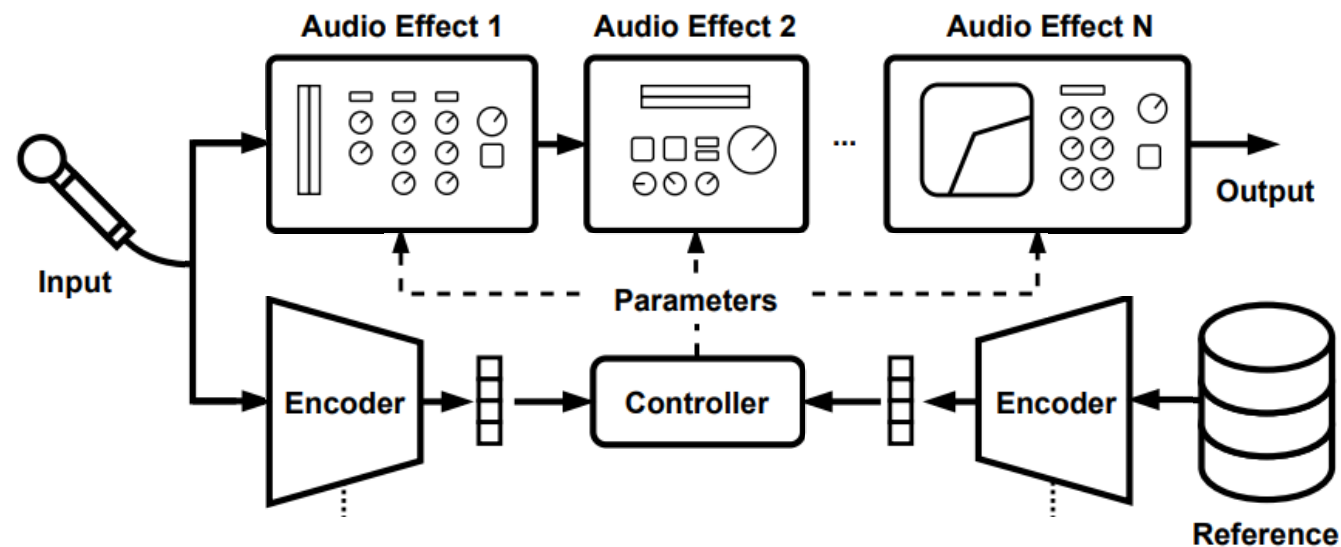 Audio Effect 1
Audio Effect 2
Audio Effect N
...
Output
Input
Parameters
Encoder
Controller
Encoder
Reference